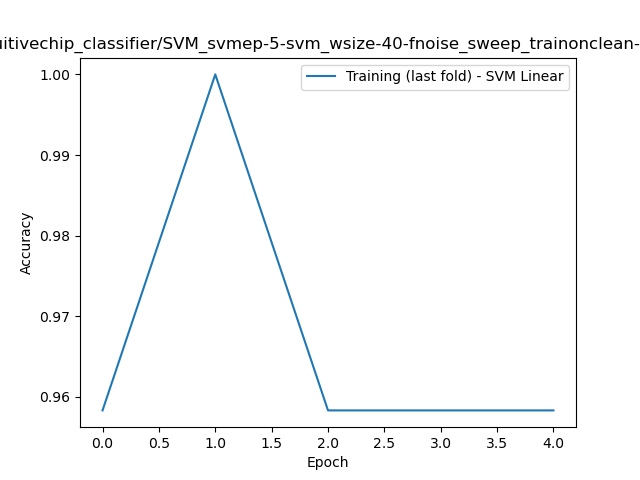 uitivechip_classifier/SVM_svmep-5-svm_wsize-40-fnoise_sweep_trainonclean-
Training (last fold) - SVM Linear
1.00
0.99
0.98
0.97
0.96
Accuracy
0.0 0.5 1.0 1.5 2.0 2.5 3.0 3.5 4.0
Epoch